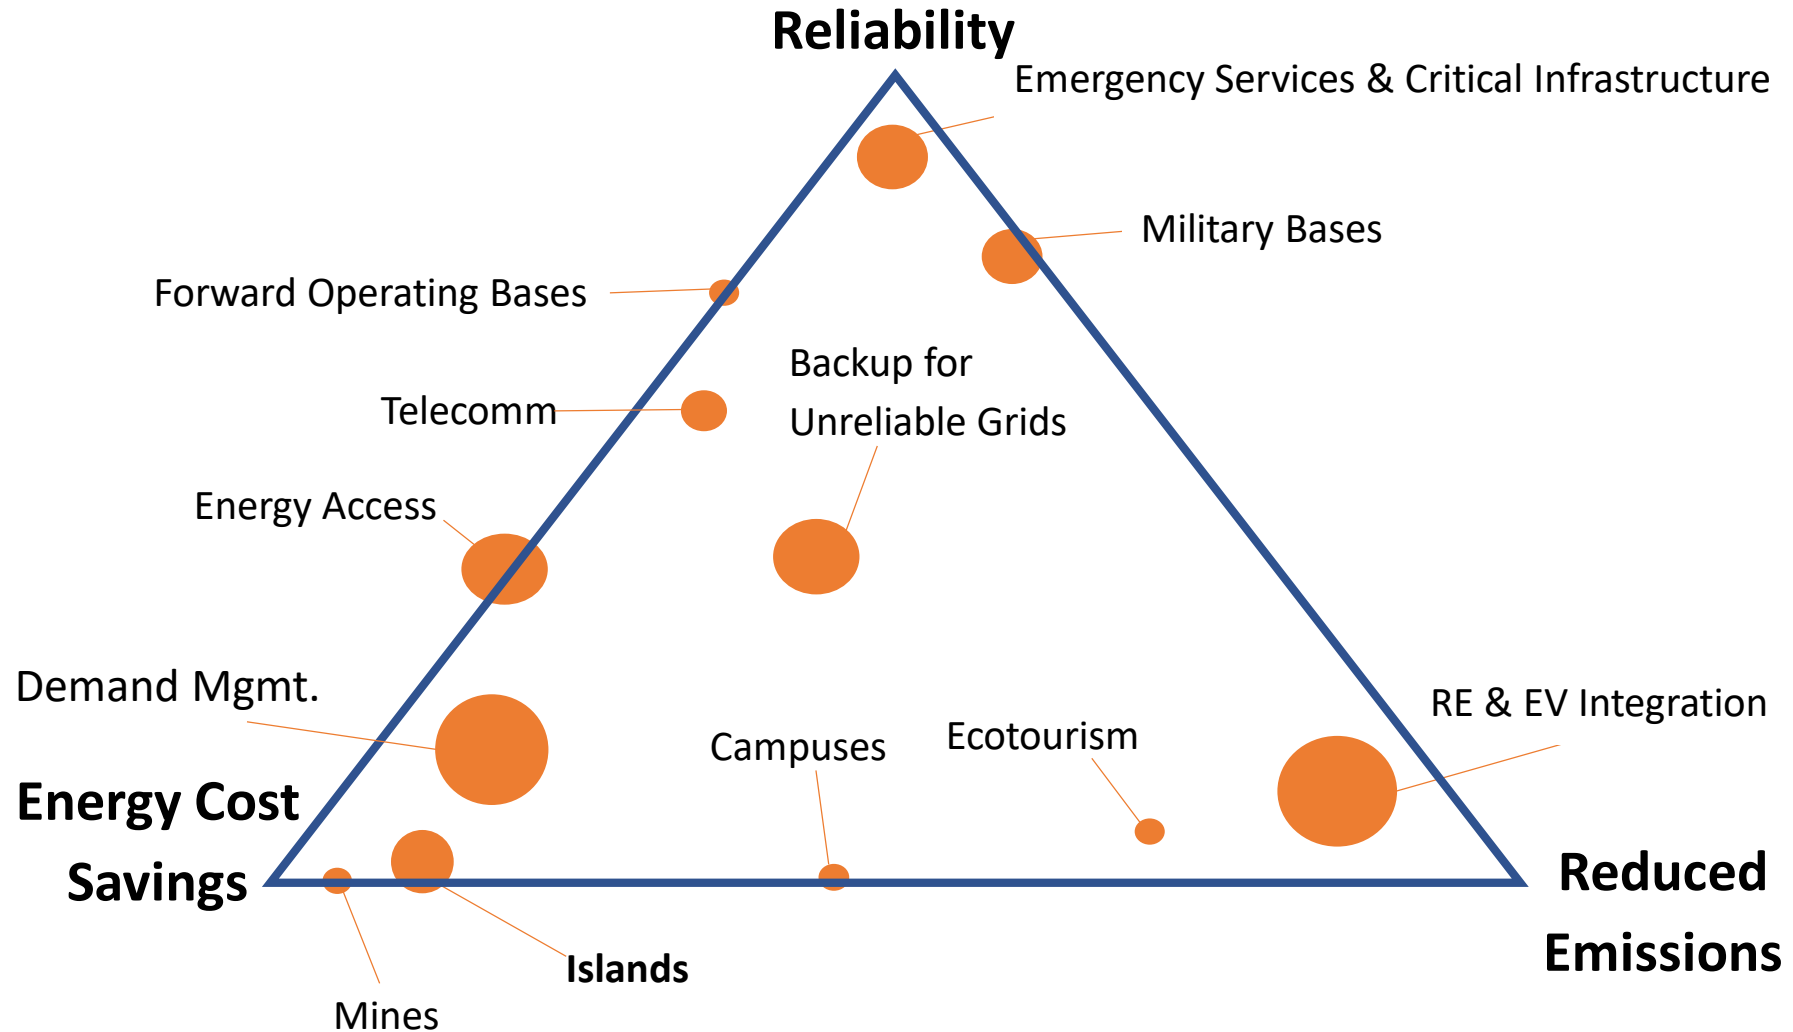 Reliability
Emergency Services & Critical Infrastructure
Military Bases
Forward Operating Bases
Backup for
Unreliable Grids
Telecomm
Energy Access
Demand Mgmt.
RE & EV Integration
Campuses
Ecotourism
Energy Cost
Savings
Reduced
Emissions
Islands
Mines